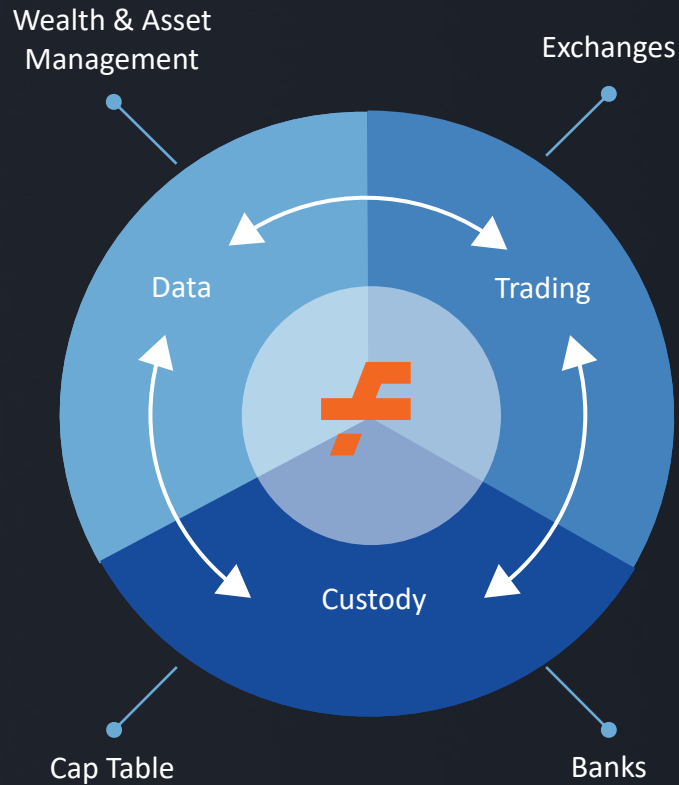 Wealth & Asset
Management
Exchanges
Data
Trading
Custody
Cap Table
Banks